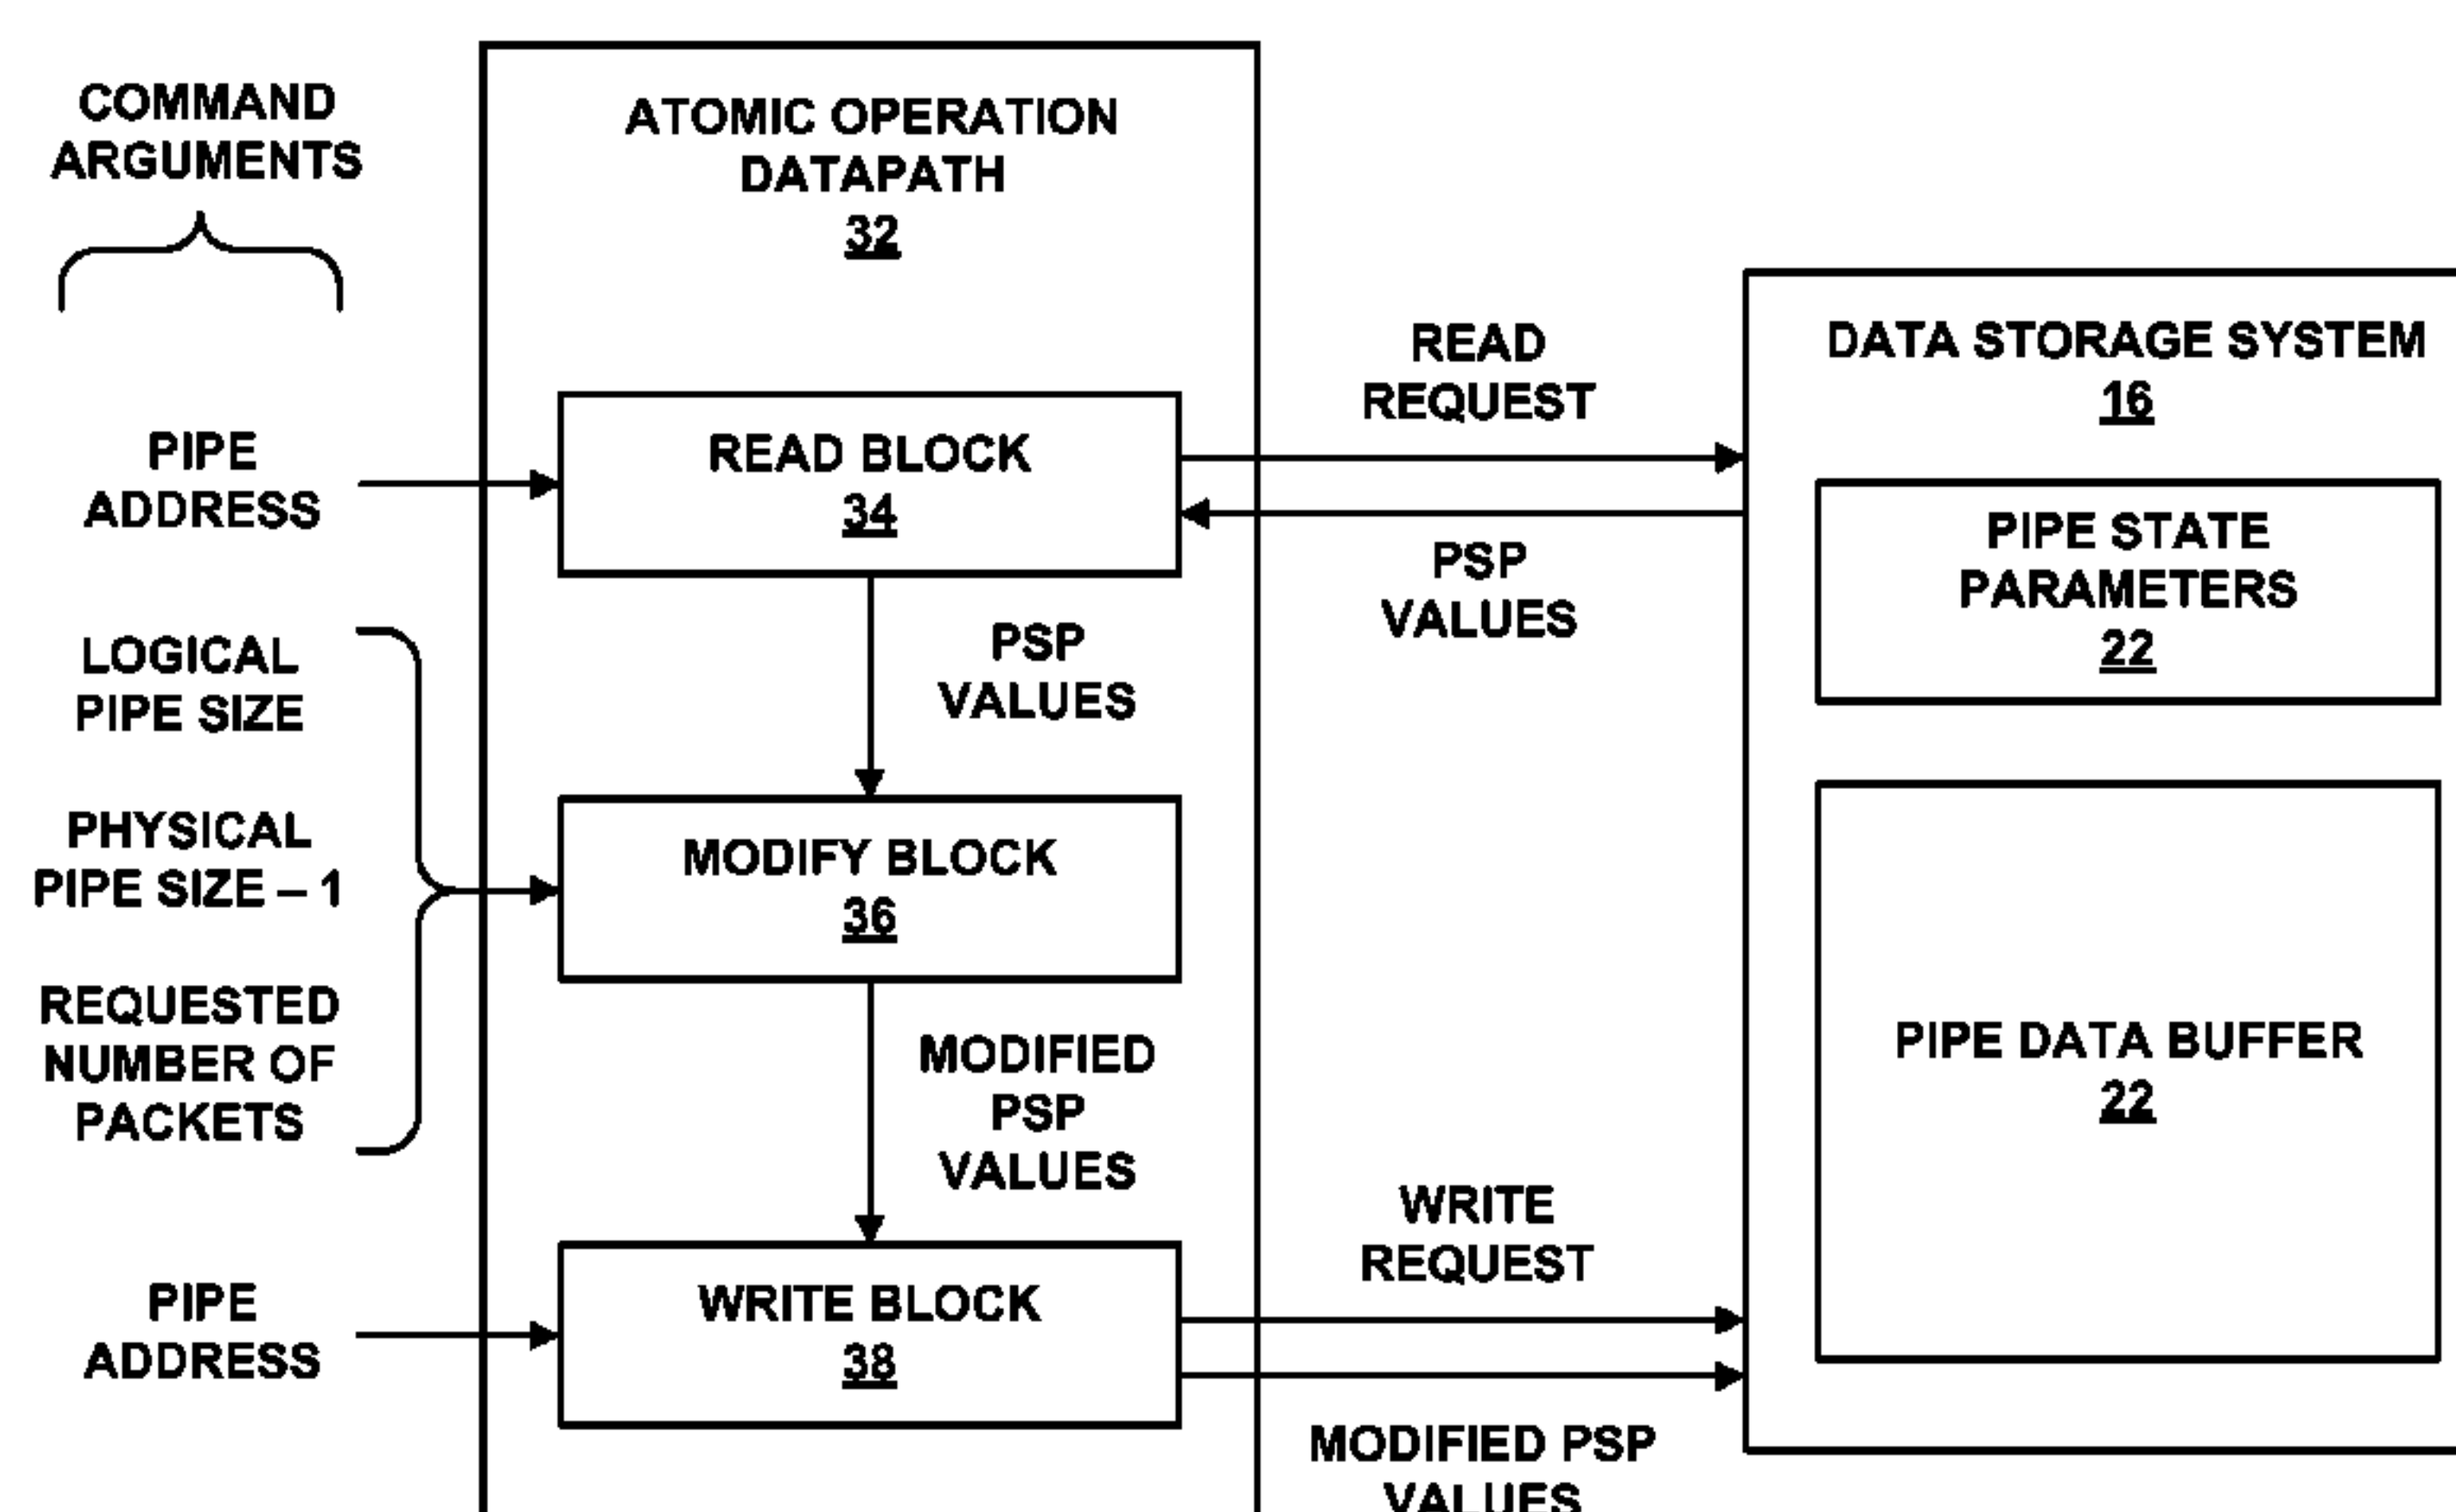 COMMAND
ARGUMENTS
ATOMIC OPERATION
DATAPATH
32
PIPE
ADDRESS
READ BLOCK
34
READ
REQUEST
PSP
VALUES
DATA STORAGE SYSTEM
16
PIPE STATE
PARAMETERS
22
LOGICAL
PIPE SIZE
PHYSICAL
PIPE SIZE – 1
REQUESTED
NUMBER OF
PACKETS
PSP
VALUES
MODIFY BLOCK
36
MODIFIED
PSP
VALUES
PIPE DATA BUFFER
22
PIPE
ADDRESS
WRITE BLOCK
38
WRITE
REQUEST
MODIFIED PSP
VALUES